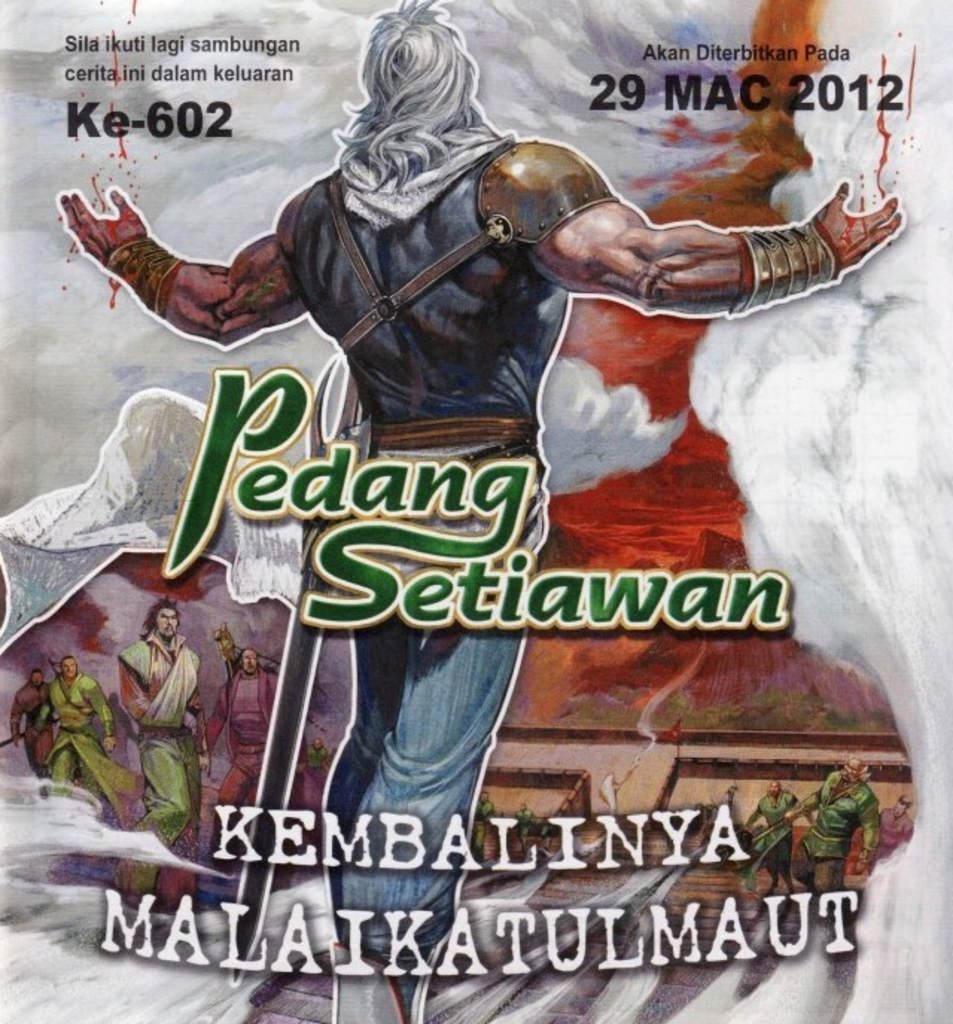 Sila ikuti lagi sambungan
cerita ini dalam keluaran
Ke-602
Akan Diterbitkan Pada
29 MAC 2012
Pedang
Setiawan
KEMBALINYA
MALAIKATULMAUT